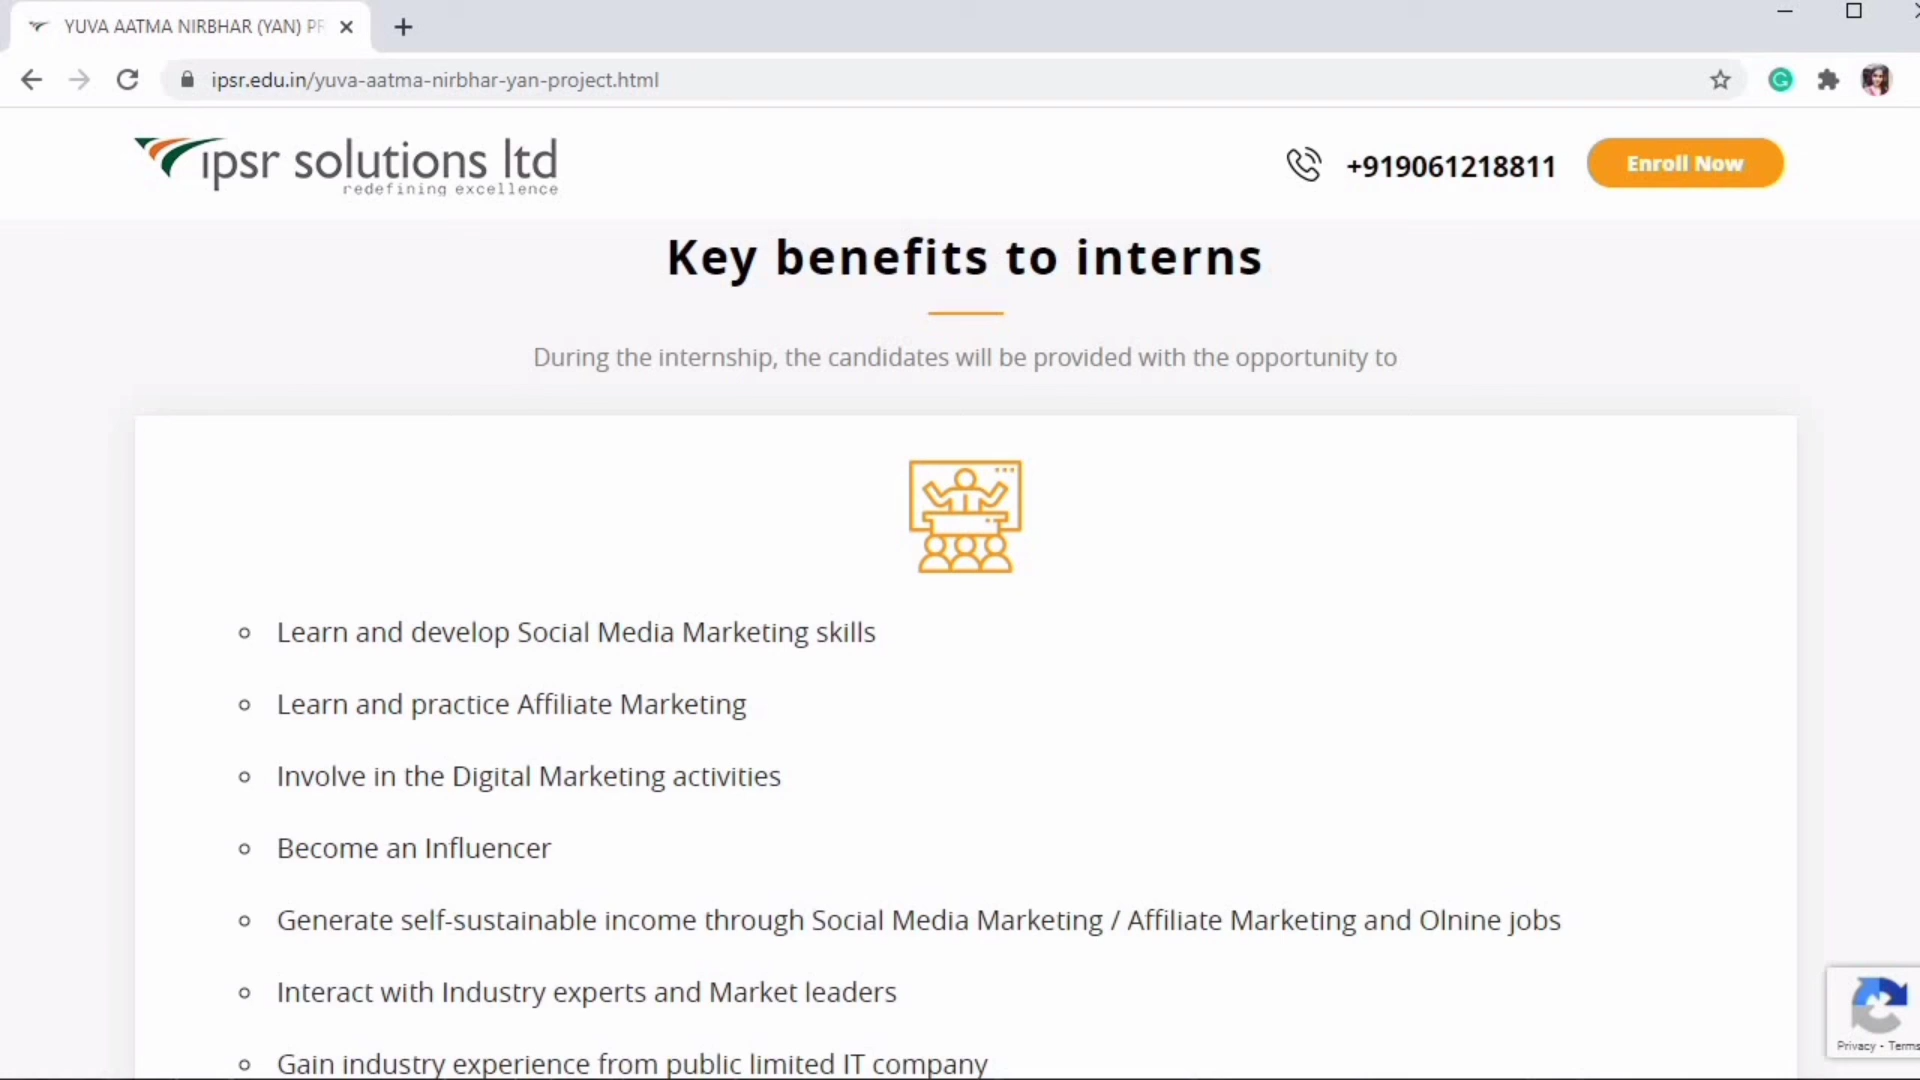 YUVA AATMA NIRBHAR (YAN) PR
ipsr.edu.in/yuva-aatma-nirbhar-yan-project.html
ipsr solutions ltd
redefining excellence
+919061218811
Enroll Now
Key benefits to interns
During the internship, the candidates will be provided with the opportunity to
Learn and develop Social Media Marketing skills
Learn and practice Affiliate Marketing
Involve in the Digital Marketing activities
Become an Influencer
Generate self-sustainable income through Social Media Marketing / Affiliate Marketing and Olnine jobs
Interact with Industry experts and Market leaders
Gain industry experience from public limited IT company
Privacy - Terms